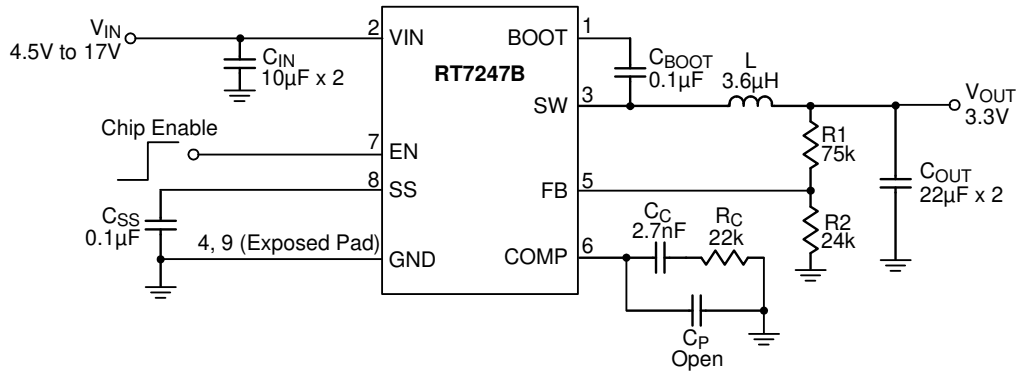 VIN
4.5V to 17V
CIN
10µF x 2
2
VIN
RT7247B
BOOT
1
CBOOT
0.1µF
L
3.6µH
SW
3
VOUT
3.3V
R1
75k
COUT
22µF x 2
Chip Enable
7
EN
8
SS
CSS
0.1µF
4, 9 (Exposed Pad)
GND
FB
5
R2
24k
COMP
6
CC
2.7nF
RC
22k
CP
Open